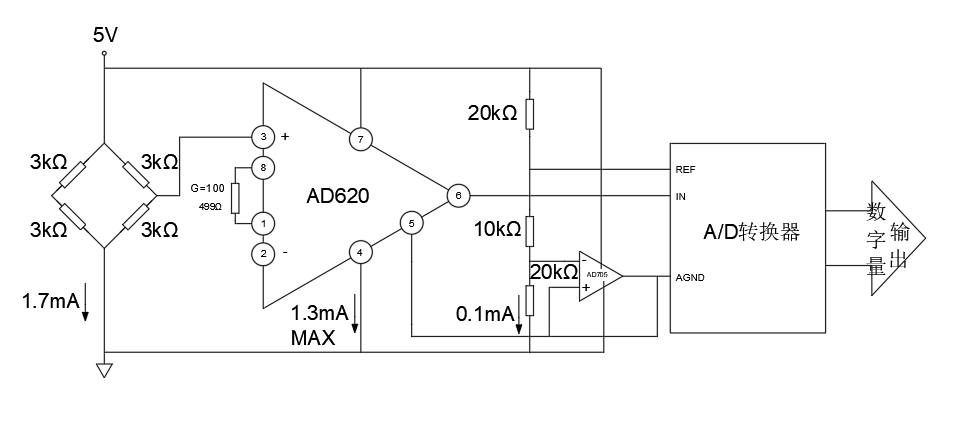 5V
3kΩ
3kΩ
3kΩ
3kΩ
1.7mA
3
+
8
G=100
499Ω
1
2
-
7
AD620
6
5
4
1.3mA
MAX
20kΩ
10kΩ
20kΩ
0.1mA
-
AD705
+
REF
IN
A/D转换器
AGND
数字量
输出